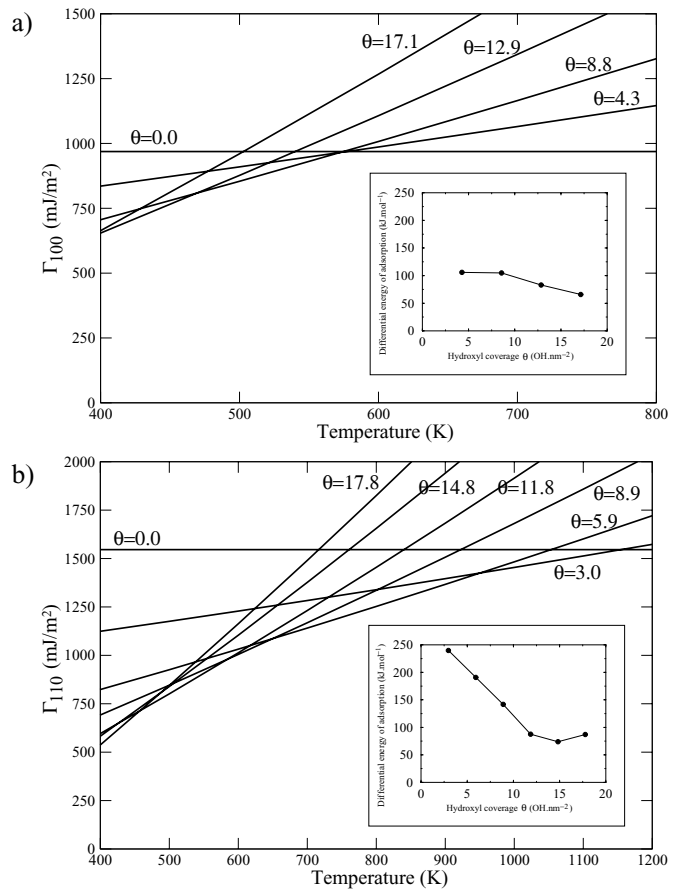 a)
1500
1250
1000
750
500
250
0
Γ100 (mJ/m²)
θ=17.1
θ=12.9
θ=8.8
θ=4.3
θ=0.0
250
200
150
100
50
0
Differential energy of adsorption (kJ.mol⁻¹)
0 5 10 15 20
Hydroxyl coverage θ (OH.nm⁻²)
400 500 600 700 800
Temperature (K)
b)
2000
1750
1500
1250
1000
750
500
250
0
Γ110 (mJ/m²)
θ=17.8
θ=14.8
θ=11.8
θ=8.9
θ=5.9
θ=0.0
θ=3.0
250
200
150
100
50
0
Differential energy of adsorption (kJ.mol⁻¹)
0 5 10 15 20
Hydroxyl coverage θ (OH.nm⁻²)
400 500 600 700 800 900 1000 1100 1200
Temperature (K)